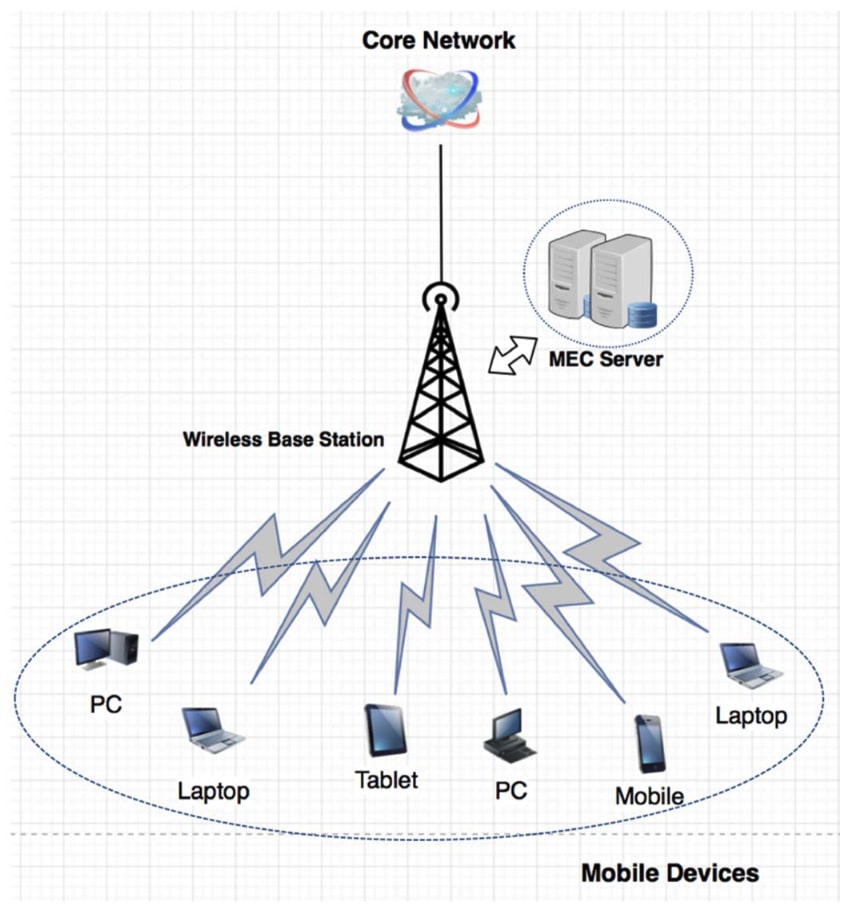 Core Network
MEC Server
Wireless Base Station
PC
Laptop
Tablet
PC
Mobile
Laptop
Mobile Devices